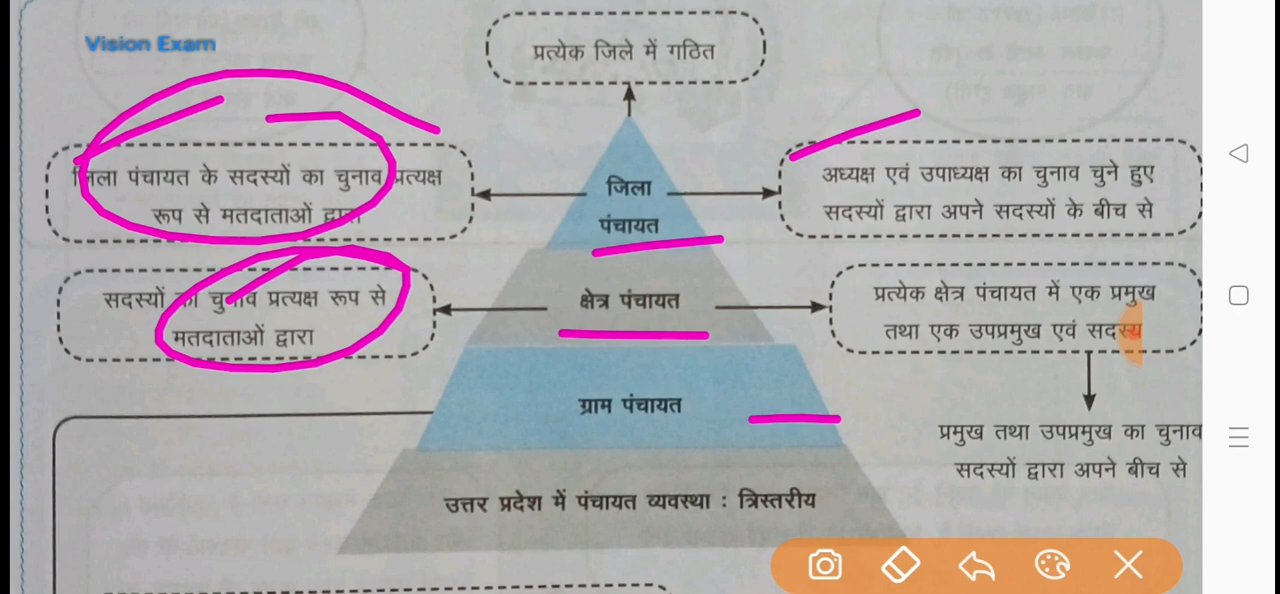 Vision Exam
प्रत्येक जिले में गठित
जिला पंचायत के सदस्यों का चुनाव प्रत्यक्ष
रूप से मतदाताओं द्वारा
जिला
पंचायत
अध्यक्ष एवं उपाध्यक्ष का चुनाव चुने हुए
सदस्यों द्वारा अपने सदस्यों के बीच से
सदस्यों का चुनाव प्रत्यक्ष रूप से
मतदाताओं द्वारा
क्षेत्र पंचायत
प्रत्येक क्षेत्र पंचायत में एक प्रमुख
तथा एक उपप्रमुख एवं सदस्य
ग्राम पंचायत
प्रमुख तथा उपप्रमुख का चुनाव
सदस्यों द्वारा अपने बीच से
उत्तर प्रदेश में पंचायत व्यवस्था : त्रिस्तरीय